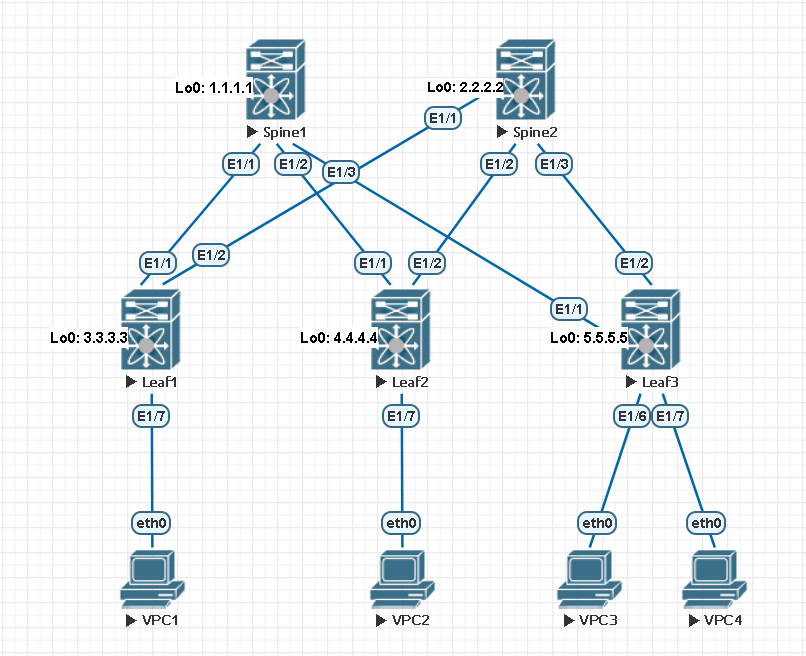 Lo0: 1.1.1.1
Lo0: 2.2.2.2
E1/1
Spine1
Spine2
E1/1
E1/2
E1/3
E1/2
E1/3
E1/2
E1/1
E1/1
E1/2
E1/2
E1/1
Lo0: 3.3.3.3
Lo0: 4.4.4.4
Lo0: 5.5.5.5
Leaf1
Leaf2
Leaf3
E1/7
E1/7
E1/6
E1/7
eth0
eth0
eth0
eth0
VPC1
VPC2
VPC3
VPC4